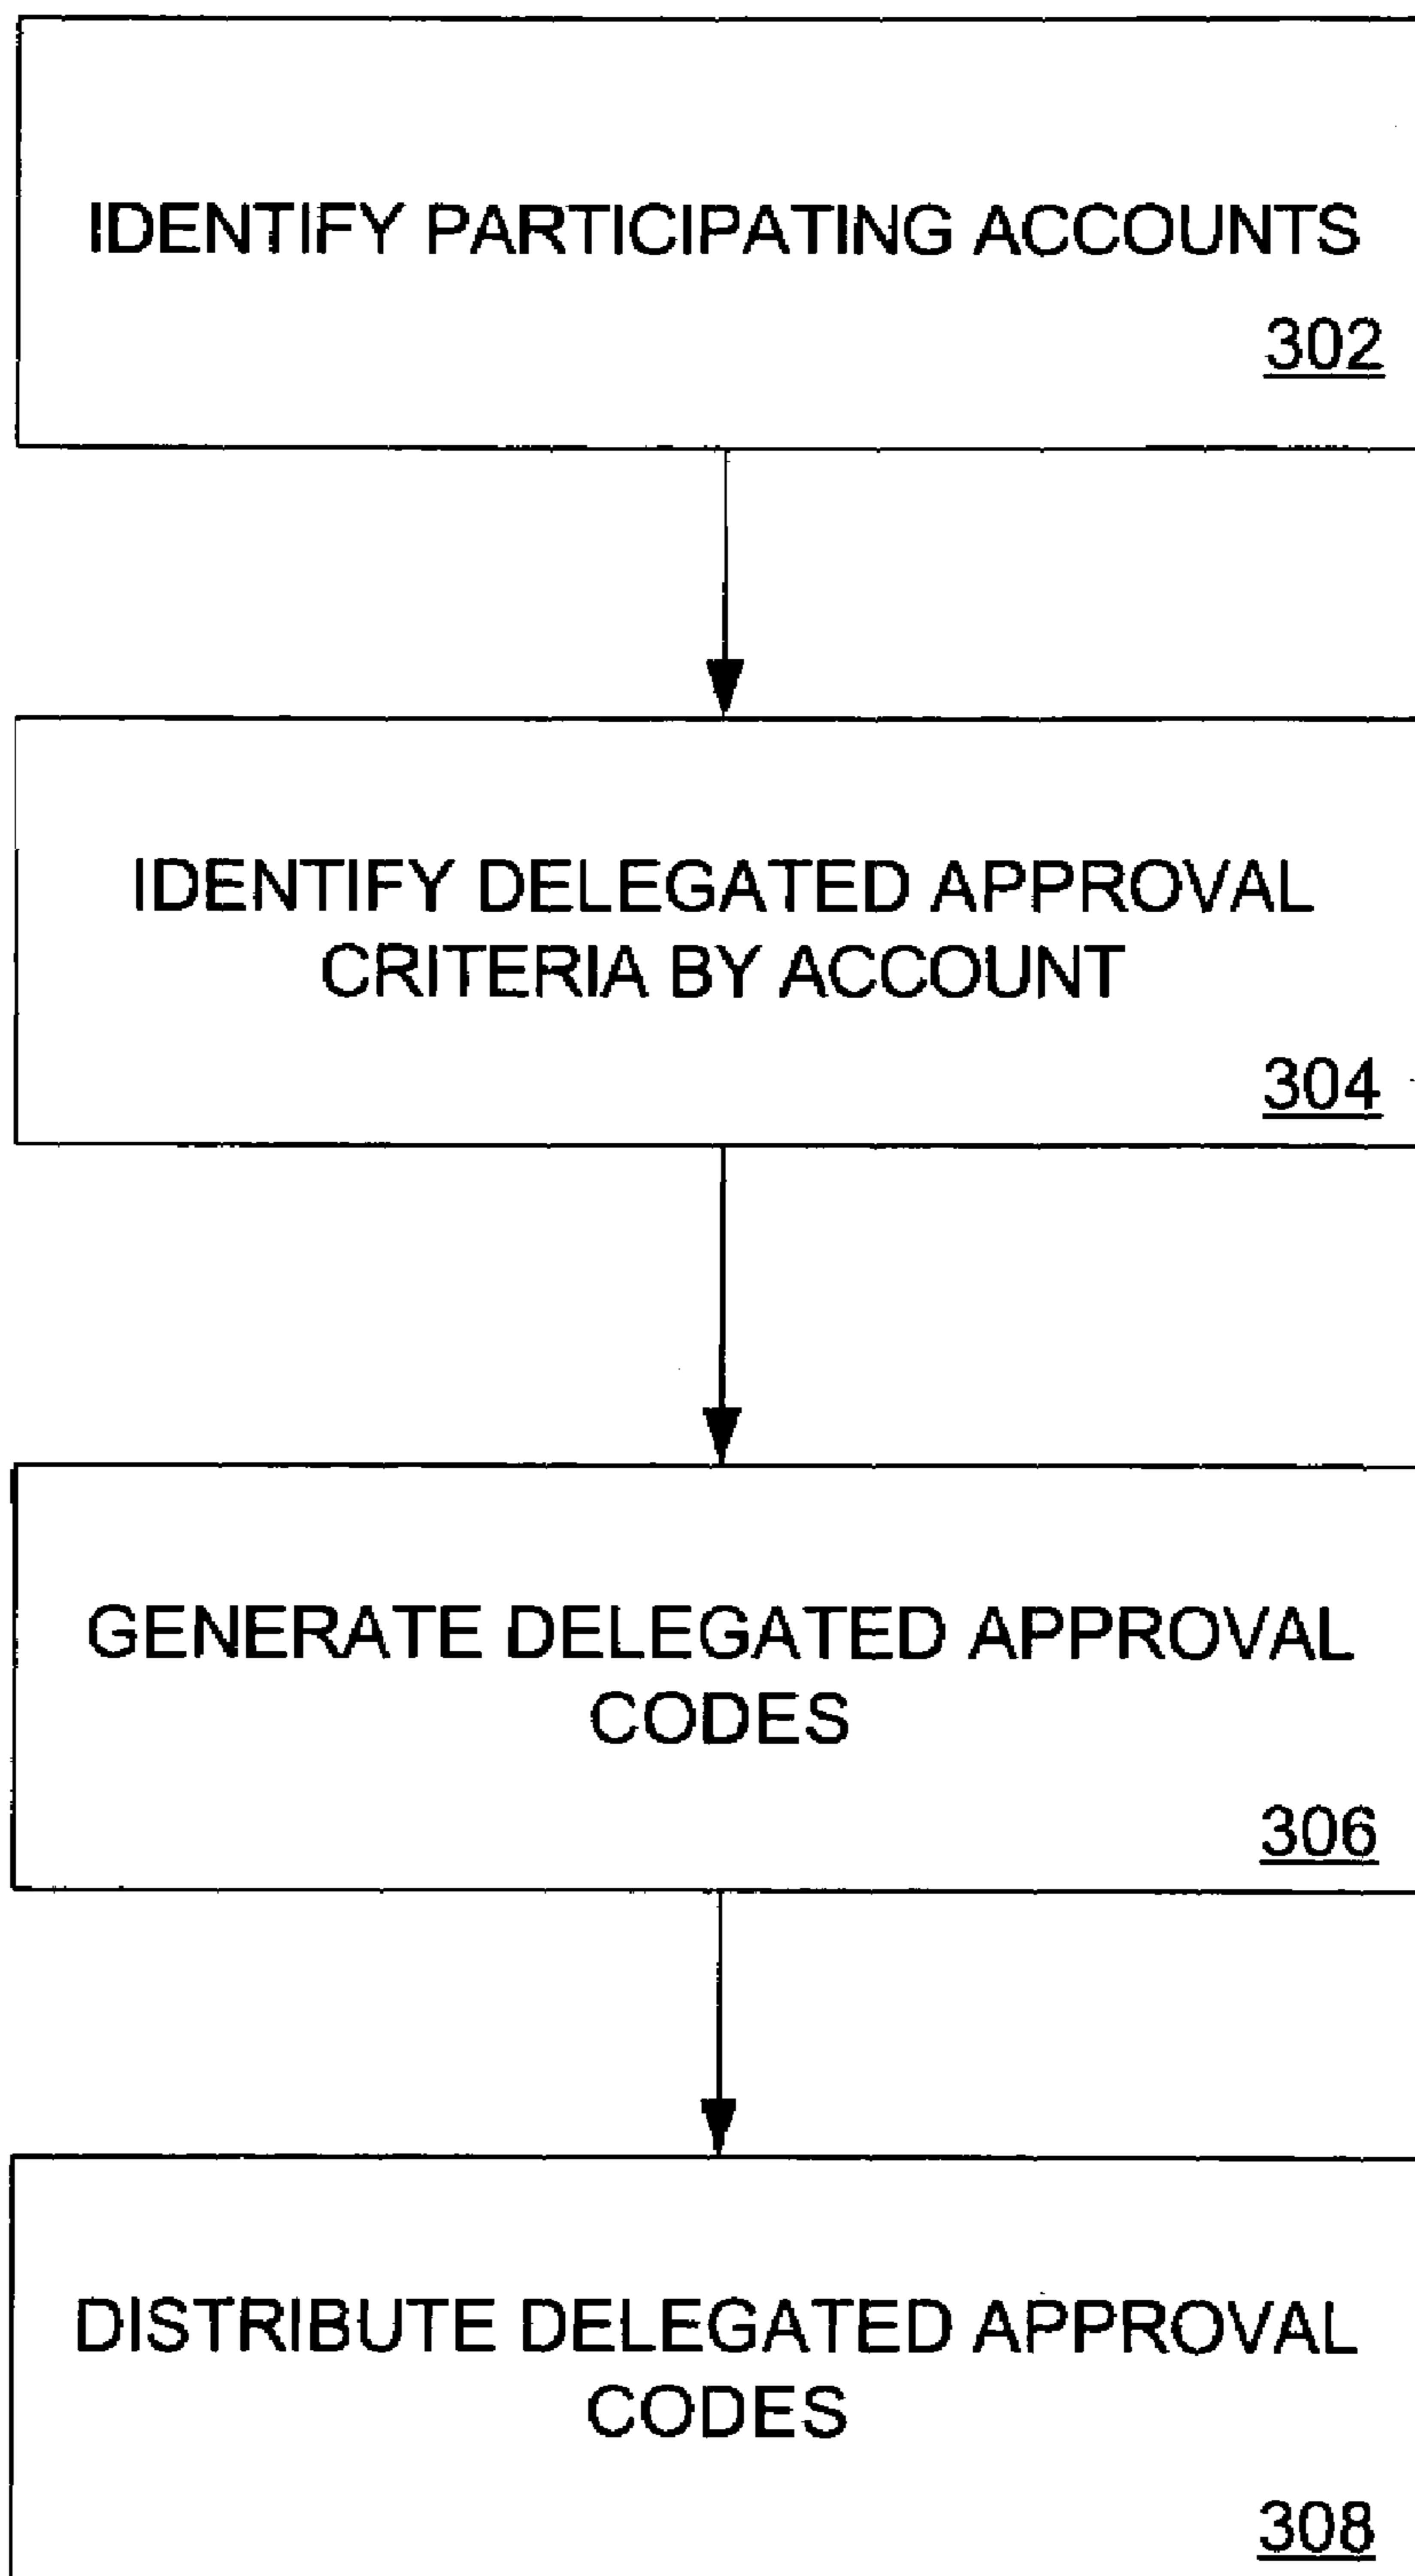 IDENTIFY PARTICIPATING ACCOUNTS
302
IDENTIFY DELEGATED APPROVAL
CRITERIA BY ACCOUNT
304
GENERATE DELEGATED APPROVAL
CODES
306
DISTRIBUTE DELEGATED APPROVAL
CODES
308